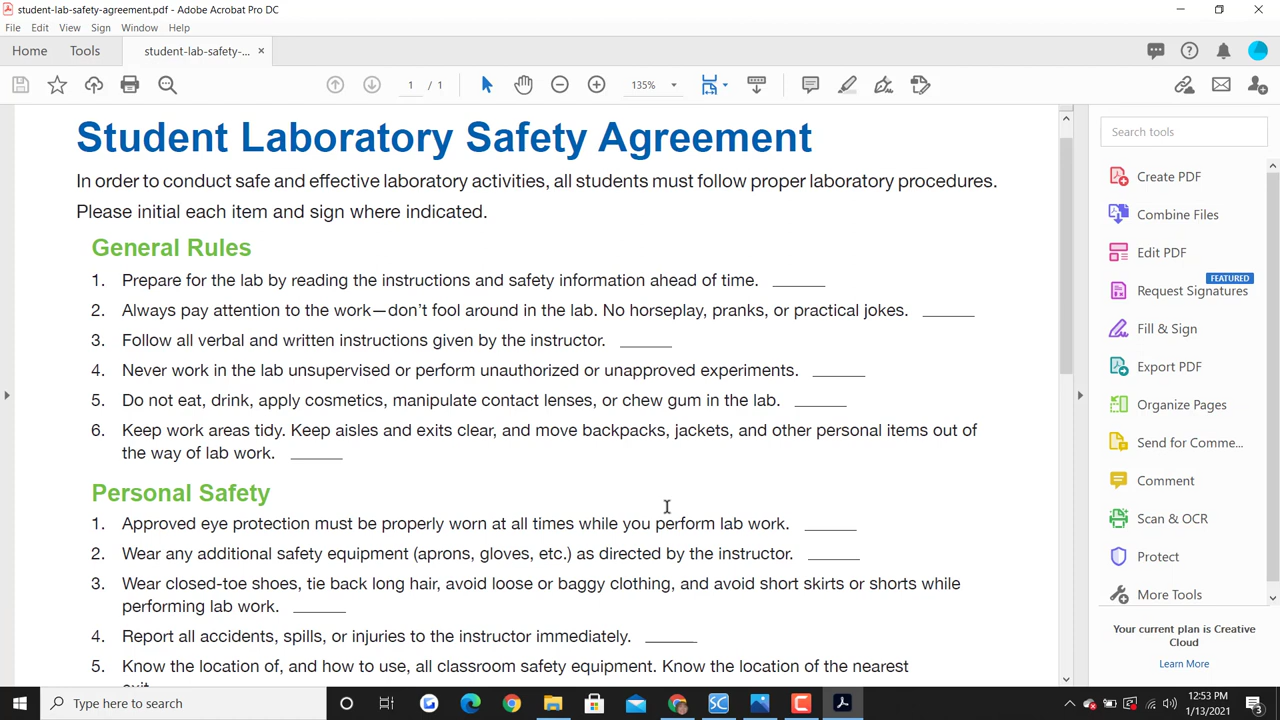 student-lab-safety-agreement.pdf - Adobe Acrobat Pro DC
File Edit View Sign Window Help
Home Tools student-lab-safety-... ×
1 / 1 135%
Student Laboratory Safety Agreement
In order to conduct safe and effective laboratory activities, all students must follow proper laboratory procedures.
Please initial each item and sign where indicated.
General Rules
1. Prepare for the lab by reading the instructions and safety information ahead of time. ______
2. Always pay attention to the work—don’t fool around in the lab. No horseplay, pranks, or practical jokes. ______
3. Follow all verbal and written instructions given by the instructor. ______
4. Never work in the lab unsupervised or perform unauthorized or unapproved experiments. ______
5. Do not eat, drink, apply cosmetics, manipulate contact lenses, or chew gum in the lab. ______
6. Keep work areas tidy. Keep aisles and exits clear, and move backpacks, jackets, and other personal items out of
the way of lab work. ______
Personal Safety
1. Approved eye protection must be properly worn at all times while you perform lab work. ______
2. Wear any additional safety equipment (aprons, gloves, etc.) as directed by the instructor. ______
3. Wear closed-toe shoes, tie back long hair, avoid loose or baggy clothing, and avoid short skirts or shorts while
performing lab work. ______
4. Report all accidents, spills, or injuries to the instructor immediately. ______
5. Know the location of, and how to use, all classroom safety equipment. Know the location of the nearest
exit.
Search tools
Create PDF
Combine Files
Edit PDF
FEATURED
Request Signatures
Fill & Sign
Export PDF
Organize Pages
Send for Comme...
Comment
Scan & OCR
Protect
More Tools
Your current plan is Creative
Cloud
Learn More
Type here to search
SC
12:53 PM
1/13/2021
3